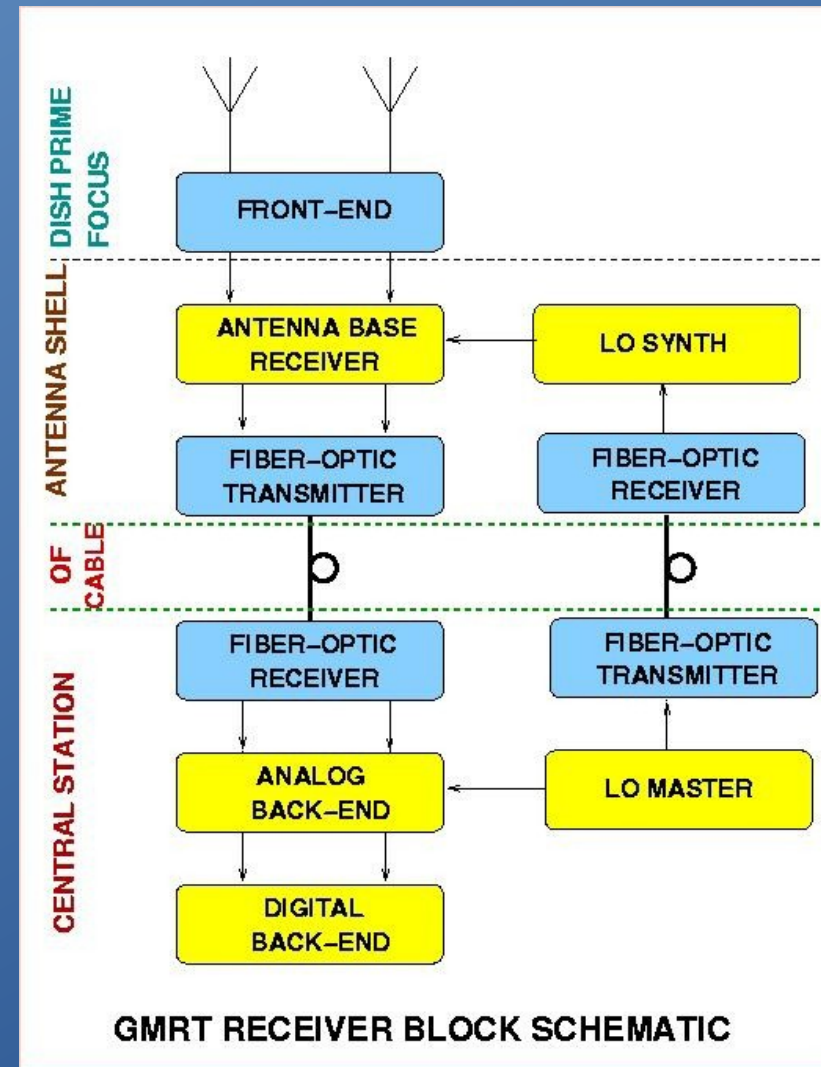 DISH PRIME
FOCUS
FRONT-END
ANTENNA SHELL
ANTENNA BASE
RECEIVER
LO SYNTH
FIBER-OPTIC
TRANSMITTER
FIBER-OPTIC
RECEIVER
OF
CABLE
CENTRAL STATION
FIBER-OPTIC
RECEIVER
FIBER-OPTIC
TRANSMITTER
ANALOG
BACK-END
LO MASTER
DIGITAL
BACK-END
GMRT RECEIVER BLOCK SCHEMATIC